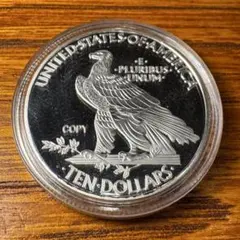 UNITED·STATES·OF·AMERICA
·E·
PLURIBUS
UNUM·
COPY
·TEN·DOLLARS·